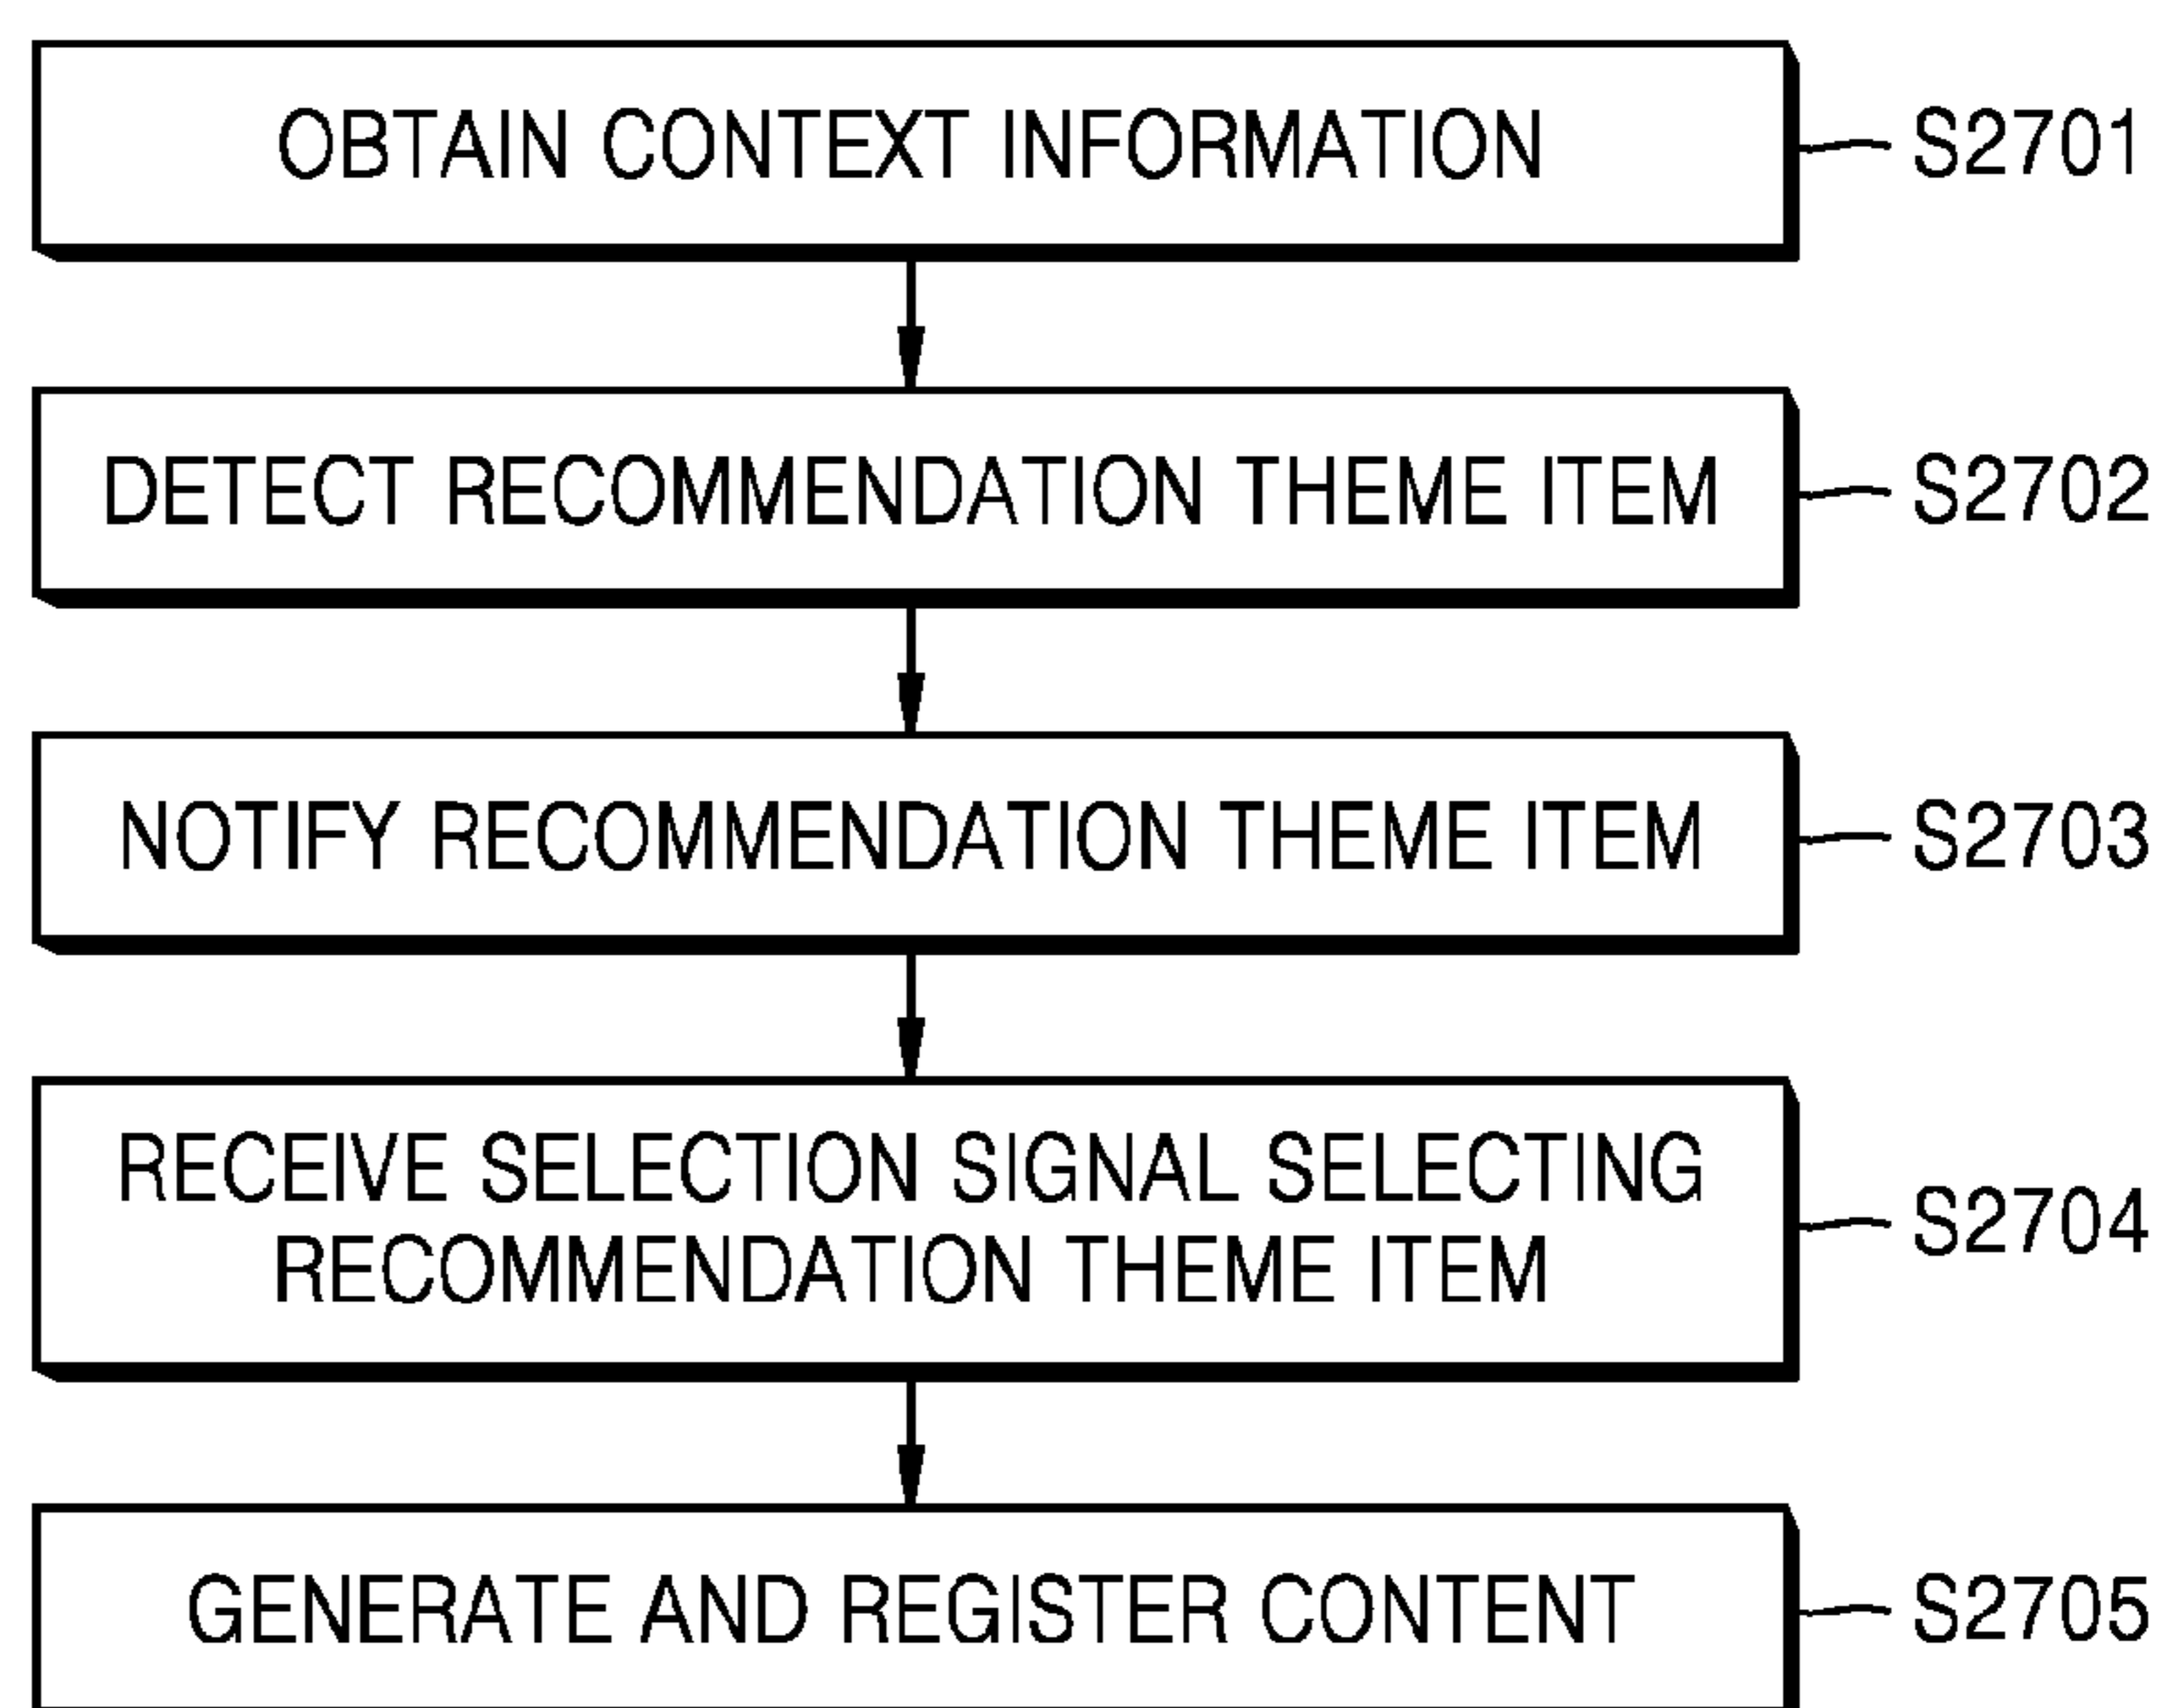 OBTAIN CONTEXT INFORMATION
S2701
DETECT RECOMMENDATION THEME ITEM
S2702
NOTIFY RECOMMENDATION THEME ITEM
S2703
RECEIVE SELECTION SIGNAL SELECTING
RECOMMENDATION THEME ITEM
S2704
GENERATE AND REGISTER CONTENT
S2705